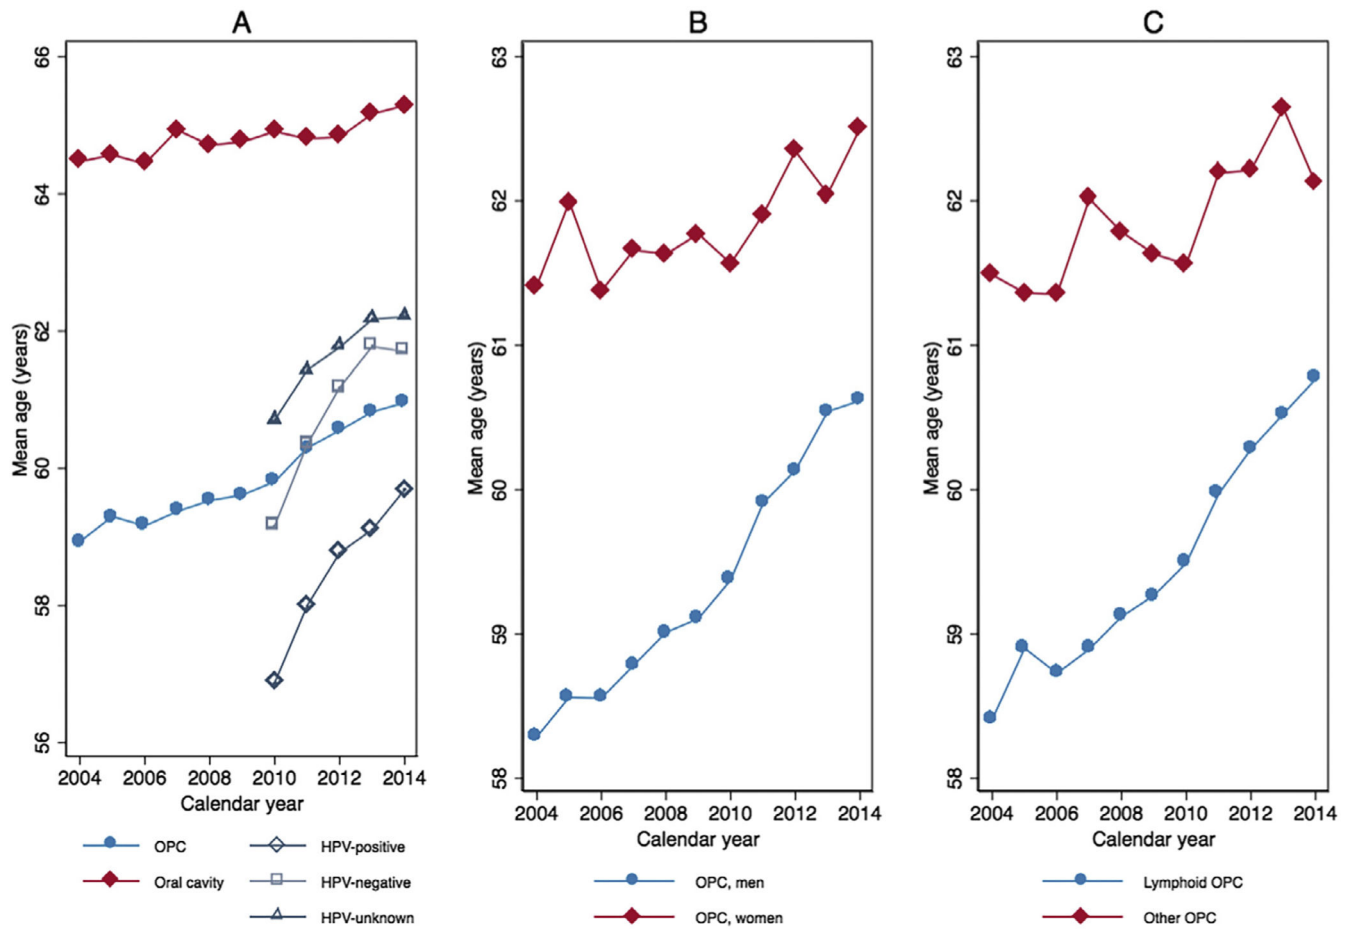 A
66
64
62
60
58
56
Mean age (years)
2004 2006 2008 2010 2012 2014
Calendar year
OPC
Oral cavity
HPV-positive
HPV-negative
HPV-unknown
B
63
62
61
60
59
58
Mean age (years)
2004 2006 2008 2010 2012 2014
Calendar year
OPC, men
OPC, women
C
63
62
61
60
59
58
Mean age (years)
2004 2006 2008 2010 2012 2014
Calendar year
Lymphoid OPC
Other OPC